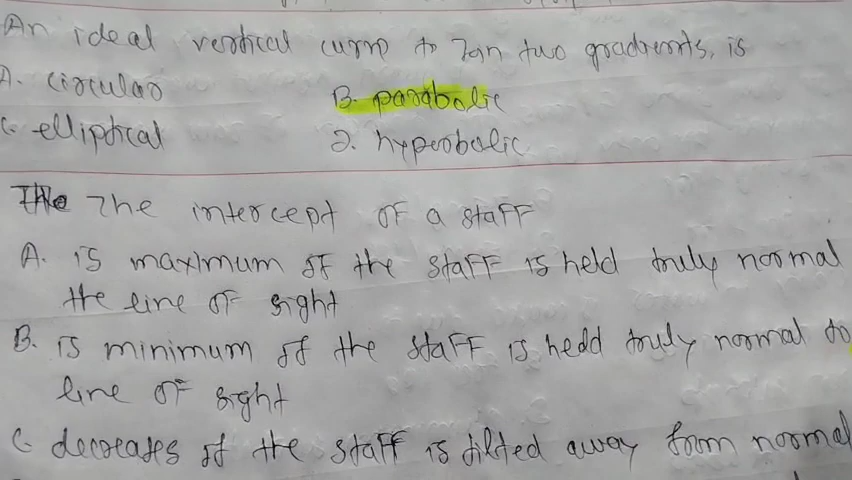 An ideal vertical curve to Join two gradients, is
A. circular B. parabolic
C. elliptical D. hyperbolic
The The intercept of a staff
A. is maximum if the staff is held truly normal
the line of sight
B. is minimum if the staff is held truly normal to
line of sight
C. decreases if the staff is tilted away from normal